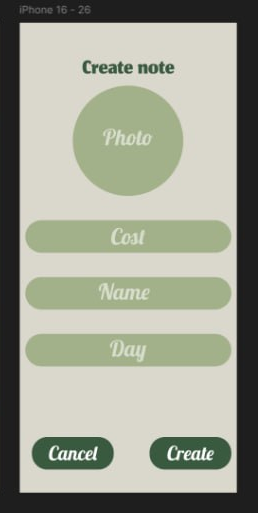 iPhone 16 - 26
Create note
Photo
Cost
Name
Day
Cancel
Create